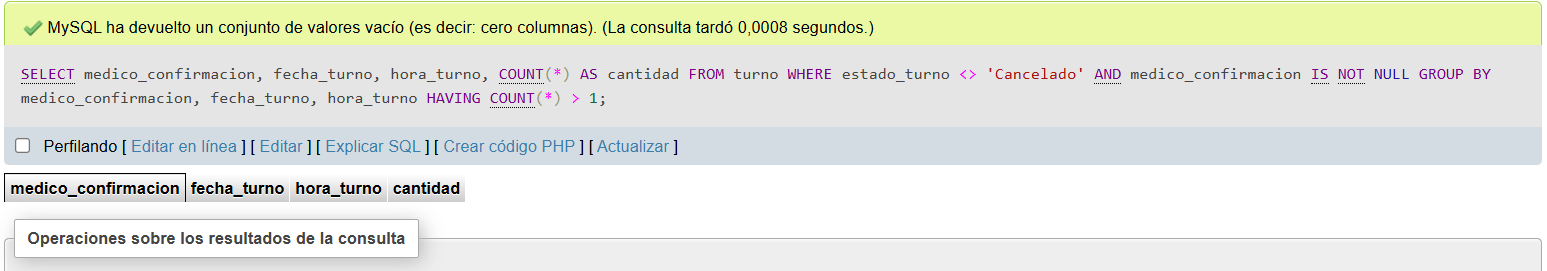 MySQL ha devuelto un conjunto de valores vacío (es decir: cero columnas). (La consulta tardó 0,0008 segundos.)
SELECT medico_confirmacion, fecha_turno, hora_turno, COUNT(*) AS cantidad FROM turno WHERE estado_turno <> 'Cancelado' AND medico_confirmacion IS NOT NULL GROUP BY
medico_confirmacion, fecha_turno, hora_turno HAVING COUNT(*) > 1;
Perfilando [ Editar en línea ] [ Editar ] [ Explicar SQL ] [ Crear código PHP ] [ Actualizar ]
medico_confirmacion fecha_turno hora_turno cantidad
Operaciones sobre los resultados de la consulta